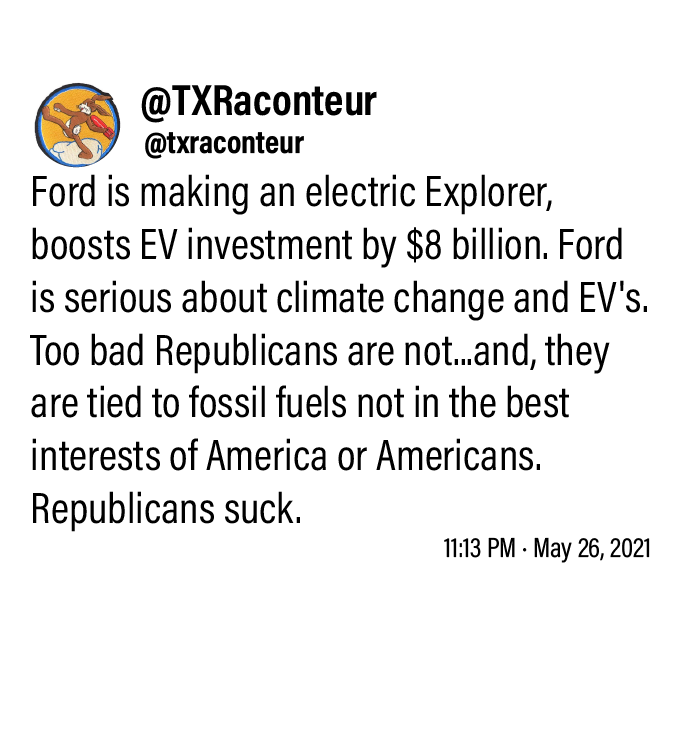 @TXRaconteur
@txraconteur
Ford is making an electric Explorer,
boosts EV investment by $8 billion. Ford
is serious about climate change and EV's.
Too bad Republicans are not...and, they
are tied to fossil fuels not in the best
interests of America or Americans.
Republicans suck.
11:13 PM · May 26, 2021